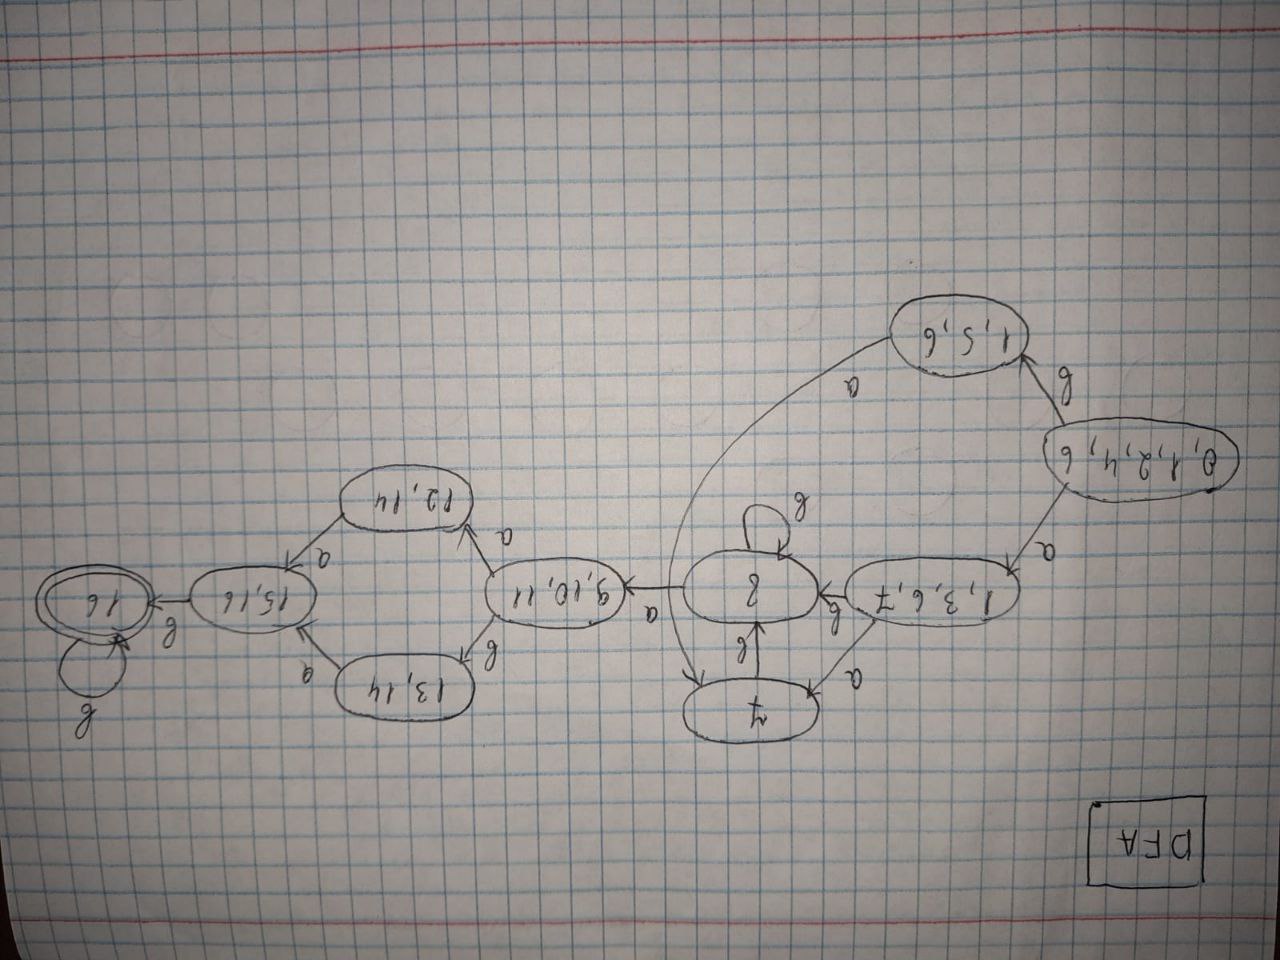 DFA
7
13, 14
в
a
в
a
в
1, 3, 6, 7
в
8
a
9, 10, 11
15, 16
в
16
a
в
a
a
12, 14
0, 1, 2, 4, 6
в
a
1, 5, 6